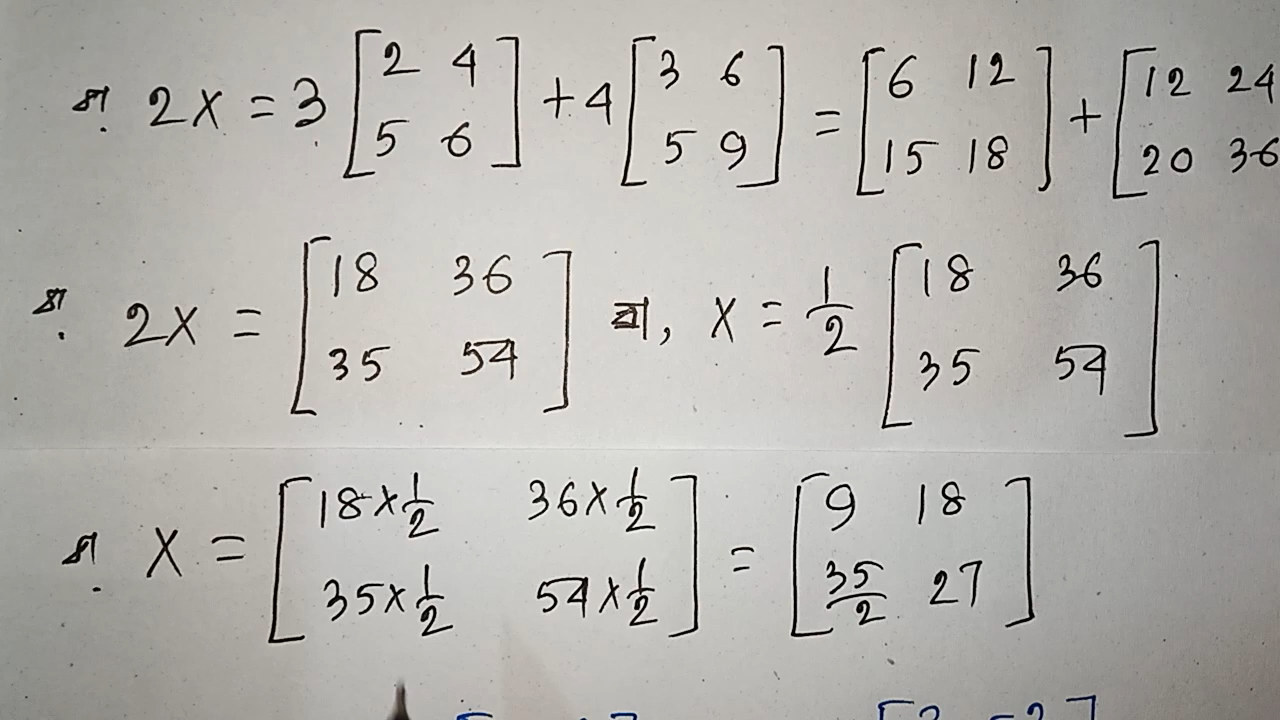 বা, 2X = 3 [2 4; 5 6] + 4 [3 6; 5 9] = [6 12; 15 18] + [12 24; 20 36]
বা, 2X = [18 36; 35 54] বা, X = 1/2 [18 36; 35 54]
বা, X = [18×1/2 36×1/2; 35×1/2 54×1/2] = [9 18; 35/2 27]